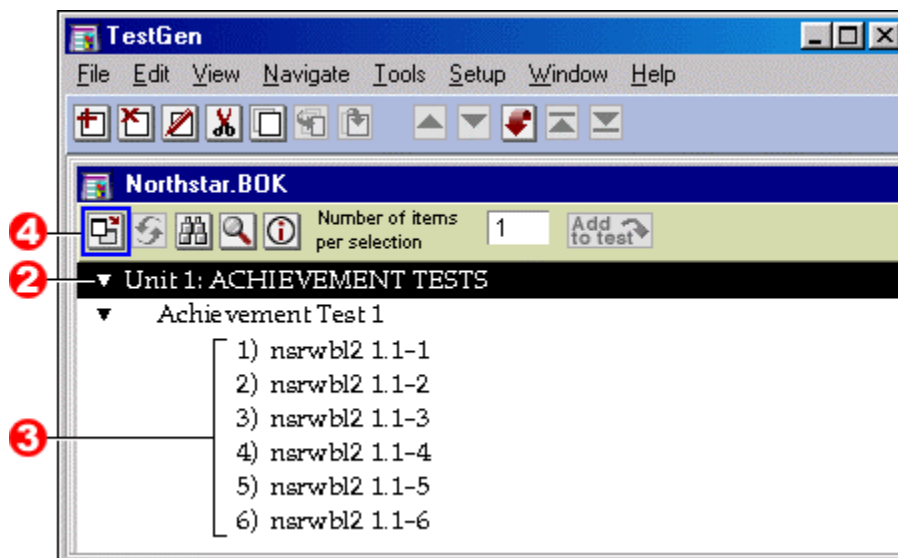 TestGen
File Edit View Navigate Tools Setup Window Help
Northstar.BOK
Number of items
per selection
1
Add
to test
4
2
Unit 1: ACHIEVEMENT TESTS
Achievement Test 1
1) nsrwbl2 1.1-1
2) nsrwbl2 1.1-2
3) nsrwbl2 1.1-3
3
4) nsrwbl2 1.1-4
5) nsrwbl2 1.1-5
6) nsrwbl2 1.1-6